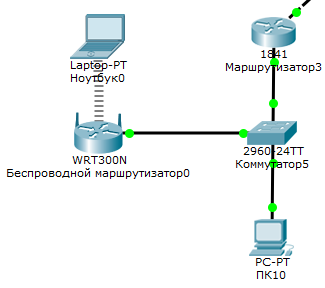 Laptop-PT
Ноутбук0
1841
Маршрутизатор3
WRT300N
Беспроводной маршрутизатор0
2960-24TT
Коммутатор5
PC-PT
ПК10